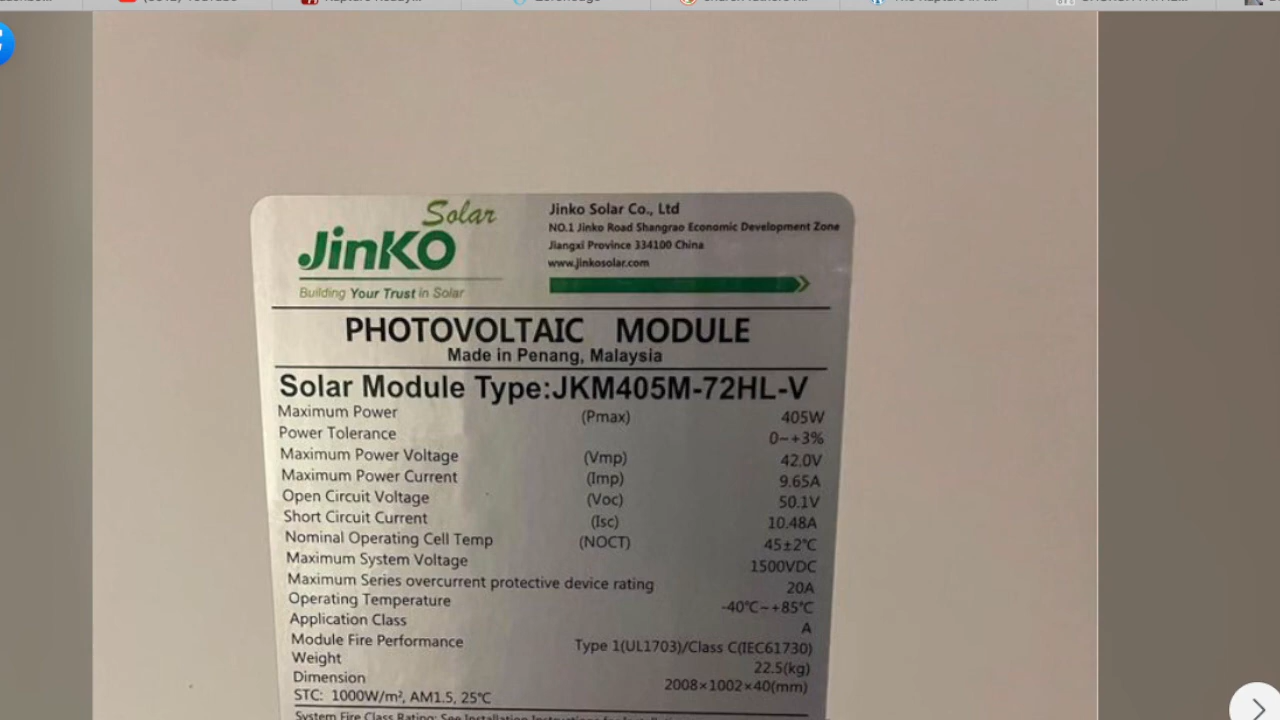 Solar
JinKO
Building Your Trust in Solar
Jinko Solar Co., Ltd
NO.1 Jinko Road Shangrao Economic Development Zone
Jiangxi Province 334100 China
www.jinkosolar.com
PHOTOVOLTAIC MODULE
Made in Penang, Malaysia
Solar Module Type:JKM405M-72HL-V
Maximum Power (Pmax) 405W
Power Tolerance 0~+3%
Maximum Power Voltage (Vmp) 42.0V
Maximum Power Current (Imp) 9.65A
Open Circuit Voltage (Voc) 50.1V
Short Circuit Current (Isc) 10.48A
Nominal Operating Cell Temp (NOCT) 45±2℃
Maximum System Voltage 1500VDC
Maximum Series overcurrent protective device rating 20A
Operating Temperature -40℃~+85℃
Application Class A
Module Fire Performance Type 1(UL1703)/Class C(IEC61730)
Weight 22.5(kg)
Dimension 2008×1002×40(mm)
STC: 1000W/m², AM1.5, 25℃
System Fire Class Rating: See Installation Instructions